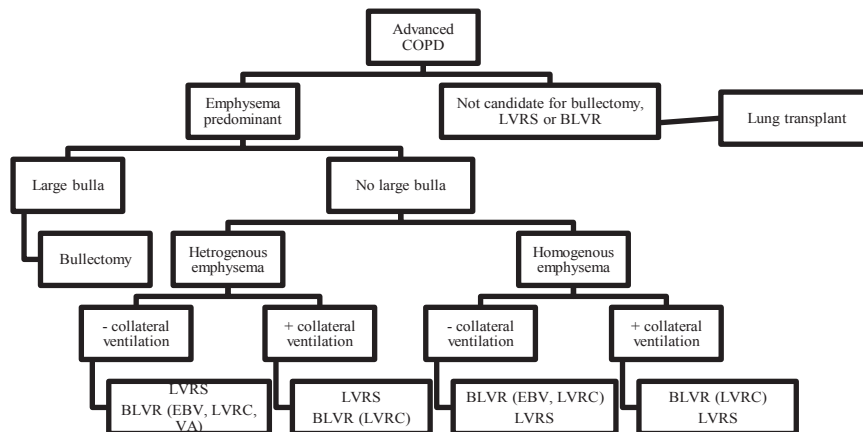 Advanced
COPD
Emphysema
predominant
Not candidate for bullectomy,
LVRS or BLVR
Lung transplant
Large bulla
No large bulla
Bullectomy
Hetrogenous
emphysema
Homogenous
emphysema
- collateral
ventilation
+ collateral
ventilation
- collateral
ventilation
+ collateral
ventilation
LVRS
BLVR (EBV, LVRC,
VA)
LVRS
BLVR (LVRC)
BLVR (EBV, LVRC)
LVRS
BLVR (LVRC)
LVRS